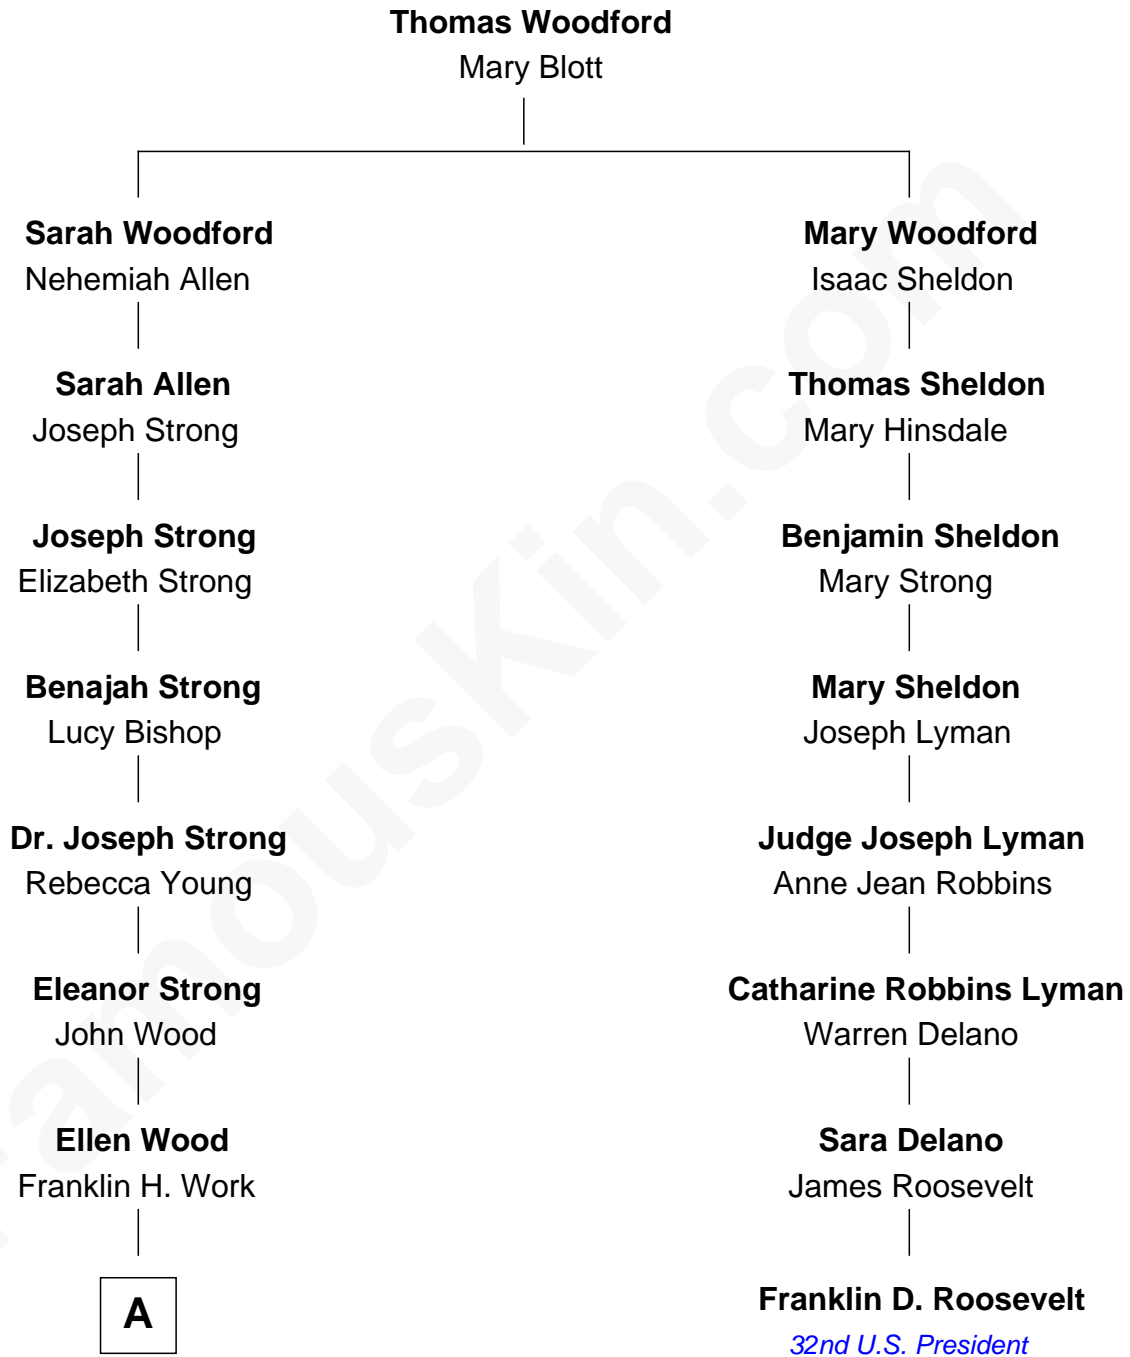 Thomas Woodford
Mary Blott
Sarah Woodford
Nehemiah Allen
Mary Woodford
Isaac Sheldon
Sarah Allen
Joseph Strong
Thomas Sheldon
Mary Hinsdale
Joseph Strong
Elizabeth Strong
Benjamin Sheldon
Mary Strong
Benajah Strong
Lucy Bishop
Mary Sheldon
Joseph Lyman
Dr. Joseph Strong
Rebecca Young
Judge Joseph Lyman
Anne Jean Robbins
Eleanor Strong
John Wood
Catharine Robbins Lyman
Warren Delano
Ellen Wood
Franklin H. Work
Sara Delano
James Roosevelt
A
Franklin D. Roosevelt
32nd U.S. President
FamousKin.com